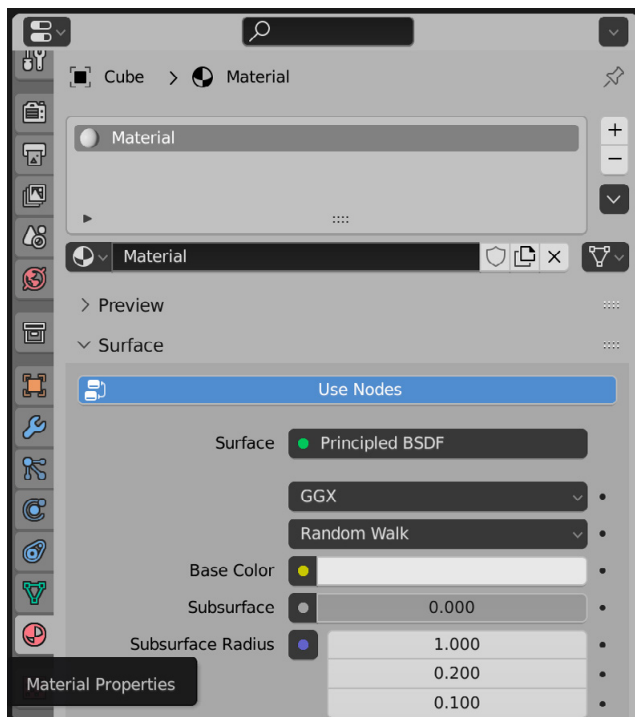 Cube > Material
Material
Material
Preview
Surface
Use Nodes
Surface Principled BSDF
GGX
Random Walk
Base Color
Subsurface 0.000
Subsurface Radius 1.000
0.200
0.100
Material Properties